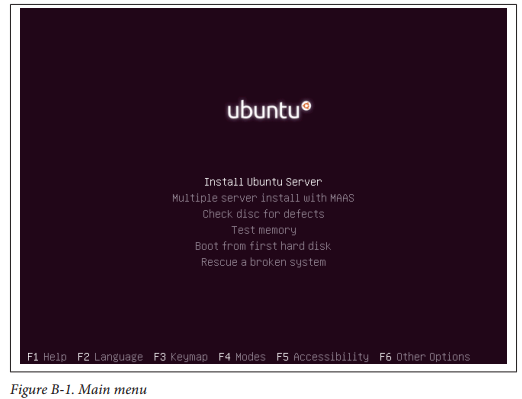 ubuntu
Install Ubuntu Server
Multiple server install with MAAS
Check disc for defects
Test memory
Boot from first hard disk
Rescue a broken system
F1 Help F2 Language F3 Keymap F4 Modes F5 Accessibility F6 Other Options
Figure B-1. Main menu